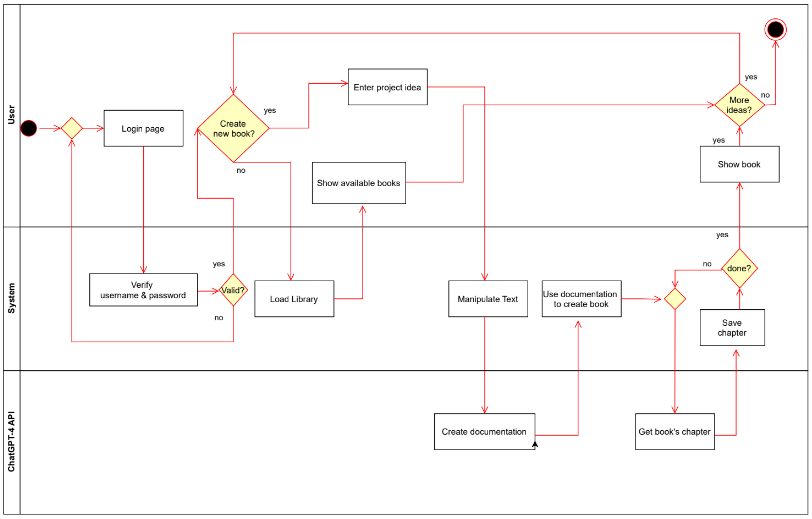 User
Login page
Create
new book?
yes
no
Enter project idea
Show available books
More
ideas?
yes
no
Show book
yes
System
Verify
username & password
Valid?
yes
no
Load Library
Manipulate Text
Use documentation
to create book
done?
yes
no
Save
chapter
ChatGPT-4 API
Create documentation
Get book's chapter